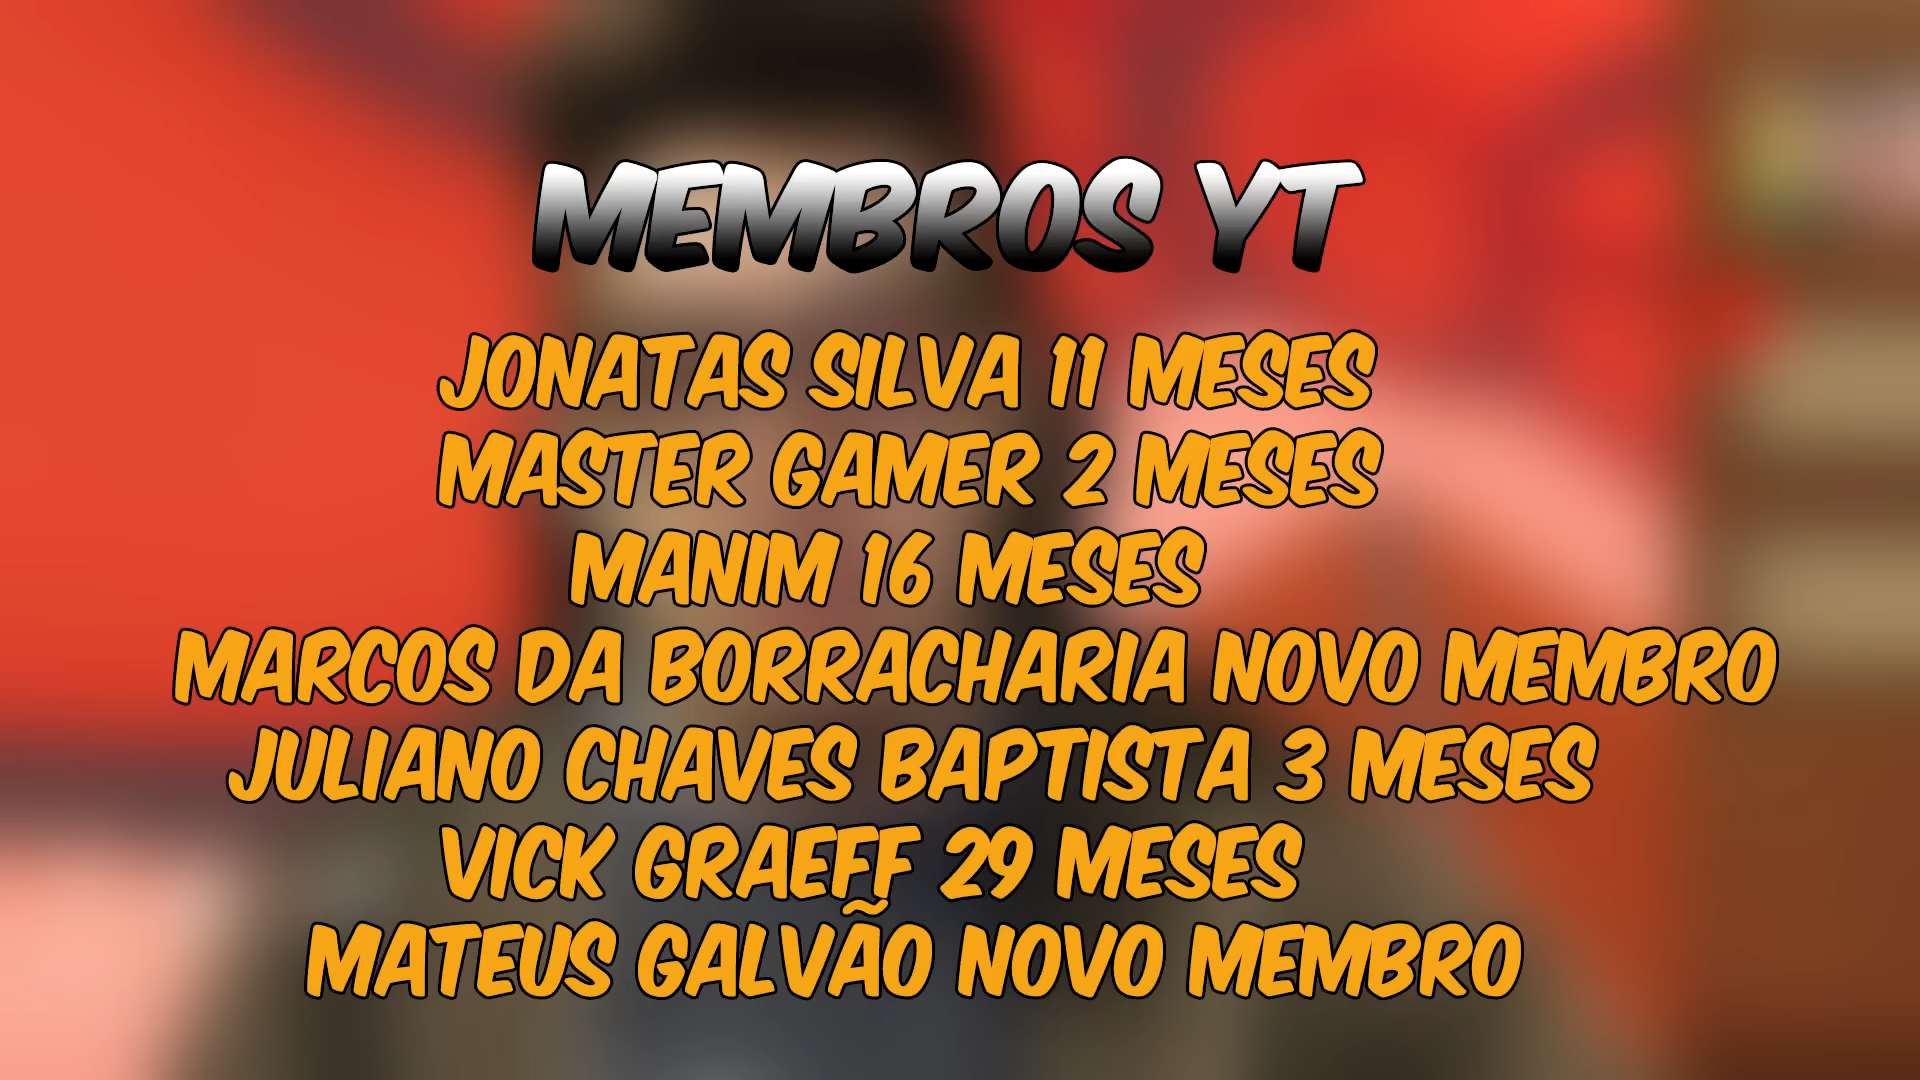 MEMBROS YT
JONATAS SILVA 11 MESES
MASTER GAMER 2 MESES
MANIM 16 MESES
MARCOS DA BORRACHARIA NOVO MEMBRO
JULIANO CHAVES BAPTISTA 3 MESES
VICK GRAEFF 29 MESES
MATEUS GALVÃO NOVO MEMBRO